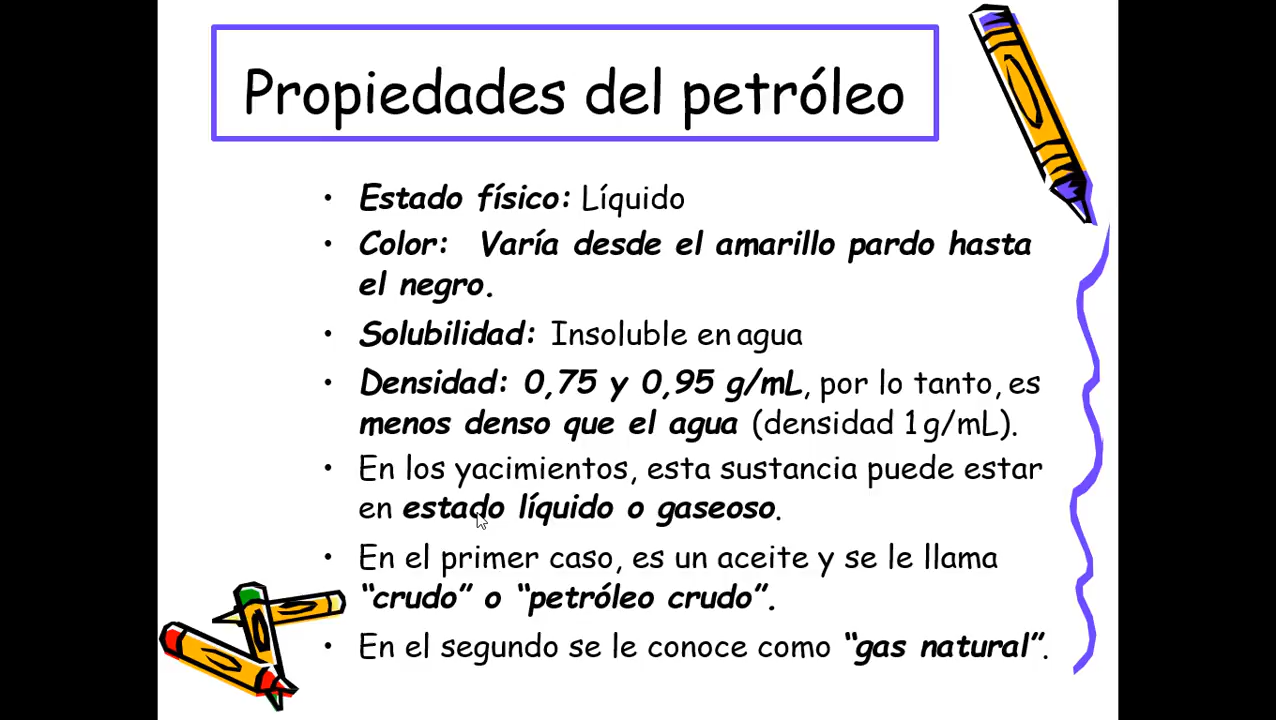 Propiedades del petróleo
• Estado físico: Líquido
• Color: Varía desde el amarillo pardo hasta
el negro.
• Solubilidad: Insoluble en agua
• Densidad: 0,75 y 0,95 g/mL, por lo tanto, es
menos denso que el agua (densidad 1 g/mL).
• En los yacimientos, esta sustancia puede estar
en estado líquido o gaseoso.
• En el primer caso, es un aceite y se le llama
“crudo” o “petróleo crudo”.
• En el segundo se le conoce como “gas natural”.